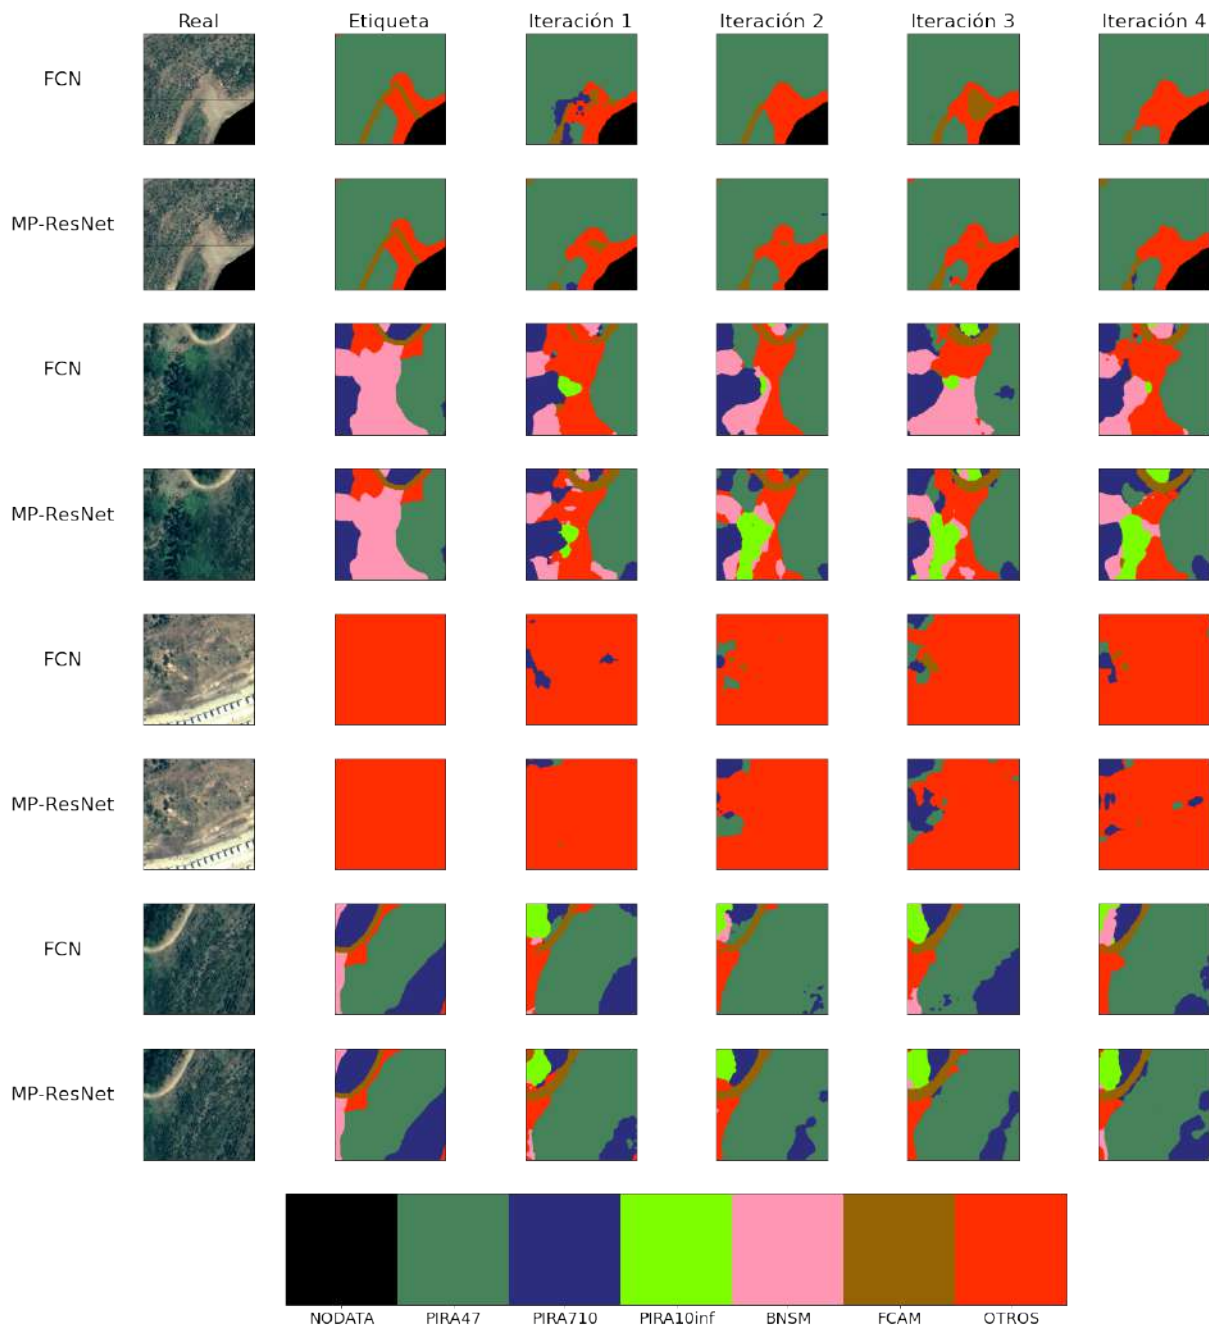 Real Etiqueta Iteración 1 Iteración 2 Iteración 3 Iteración 4
FCN
MP-ResNet
FCN
MP-ResNet
FCN
MP-ResNet
FCN
MP-ResNet
NODATA PIRA47 PIRA710 PIRA10inf BNSM FCAM OTROS